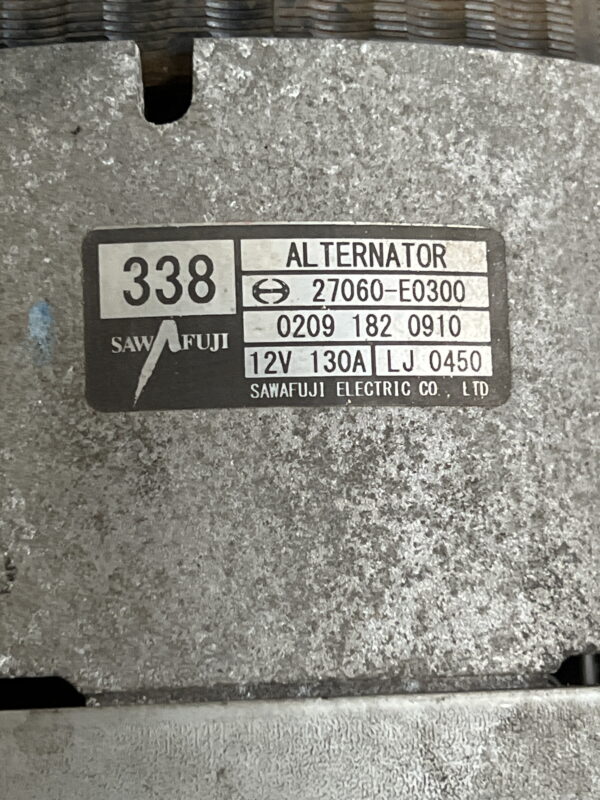 338
ALTERNATOR
27060-E0300
0209 182 0910
SAWAFUJI
12V 130A LJ 0450
SAWAFUJI ELECTRIC CO., LTD